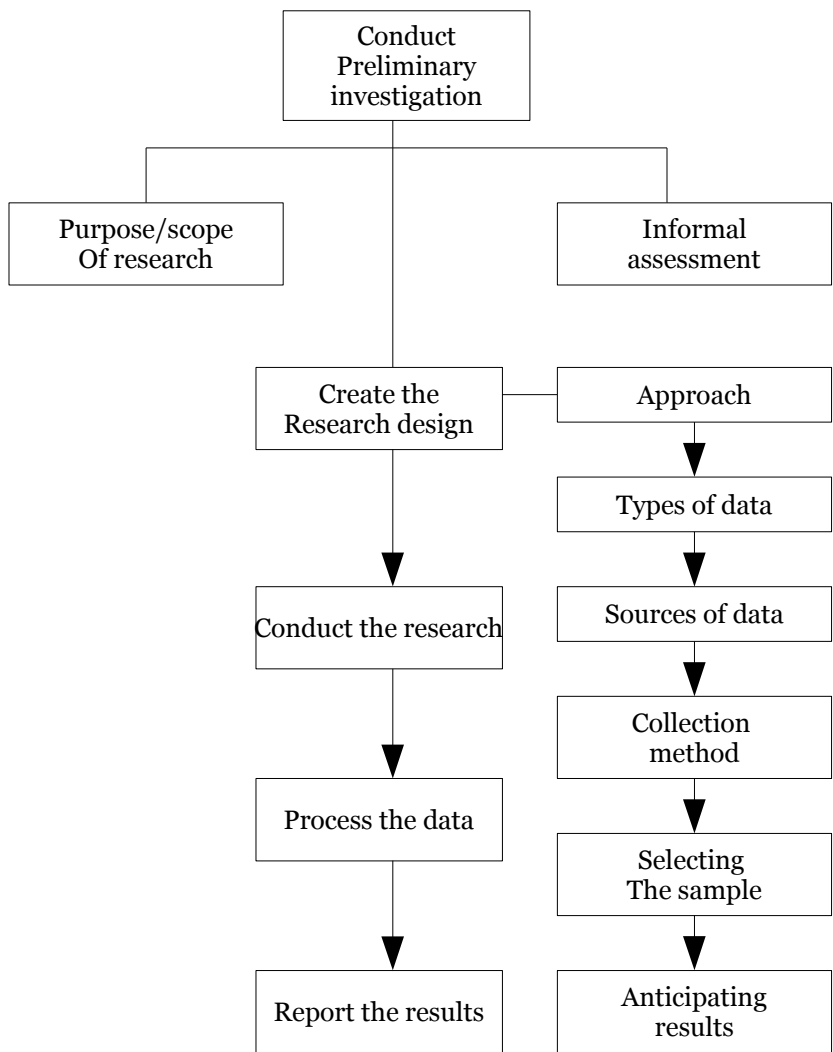 Conduct
Preliminary
investigation
Purpose/scope
Of research
Informal
assessment
Create the
Research design
Approach
Types of data
Conduct the research
Sources of data
Collection
method
Process the data
Selecting
The sample
Report the results
Anticipating
results